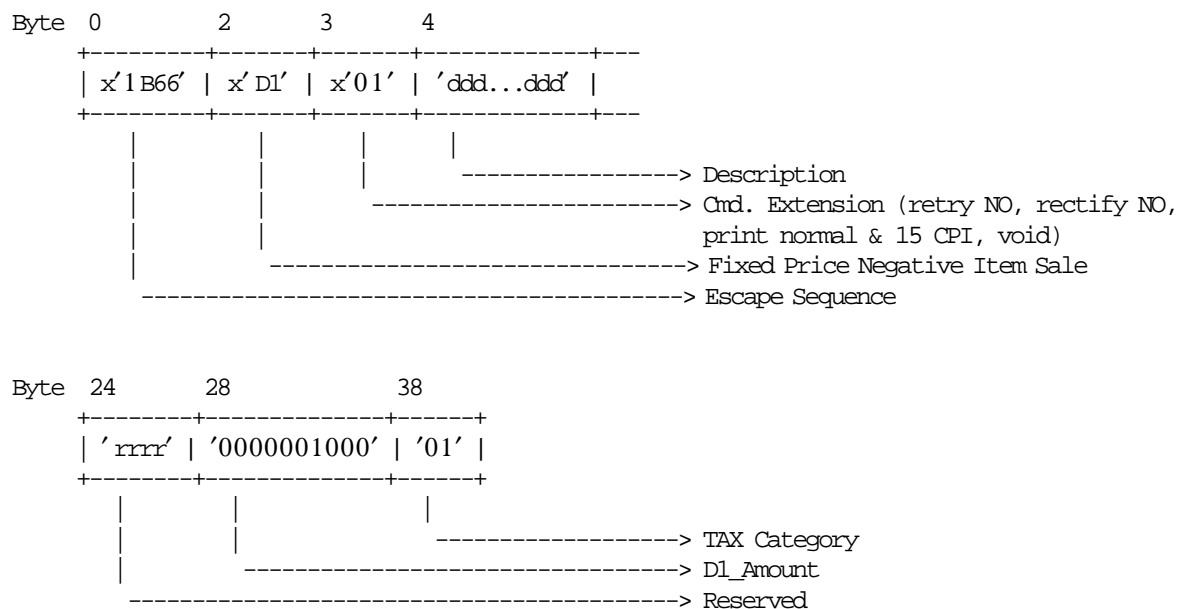 Byte 0 2 3 4
+---------+-------+-------+-------------+---
| x'1B66' | x'D1' | x'01' | 'ddd...ddd' |
+---------+-------+-------+-------------+---
| | | |
| | | -----------------> Description
| | ------------------------> Cmd. Extension (retry NO, rectify NO,
| | print normal & 15 CPI, void)
| --------------------------------> Fixed Price Negative Item Sale
------------------------------------------> Escape Sequence
Byte 24 28 38
+--------+--------------+------+
| 'rrrr' | '0000001000' | '01' |
+--------+--------------+------+
| | |
| | -------------------> TAX Category
| ----------------------------------> D1_Amount
-------------------------------------------> Reserved